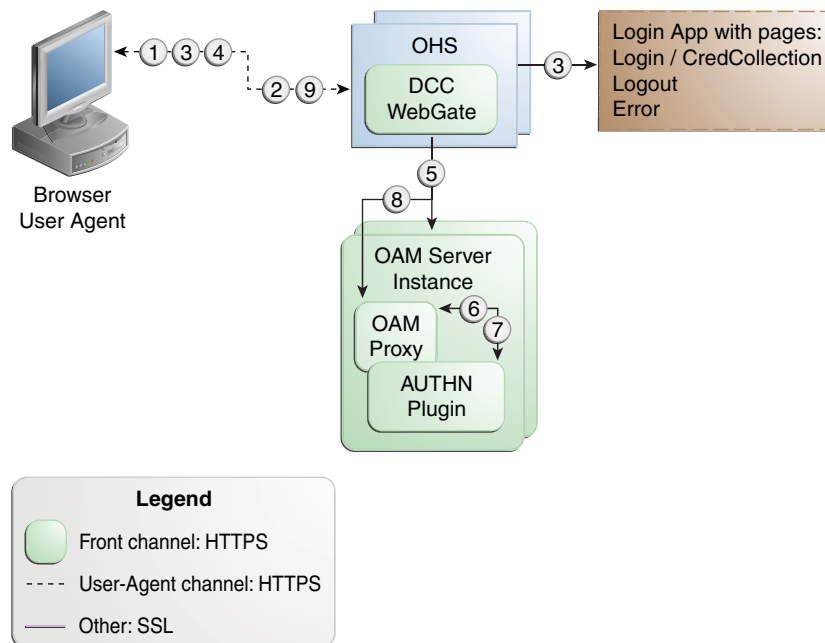 1 3 4
2 9
Browser
User Agent
OHS
DCC
WebGate
3
Login App with pages:
Login / CredCollection
Logout
Error
5
8
OAM Server
Instance
OAM
Proxy
6
7
AUTHN
Plugin
Legend
Front channel: HTTPS
User-Agent channel: HTTPS
Other: SSL